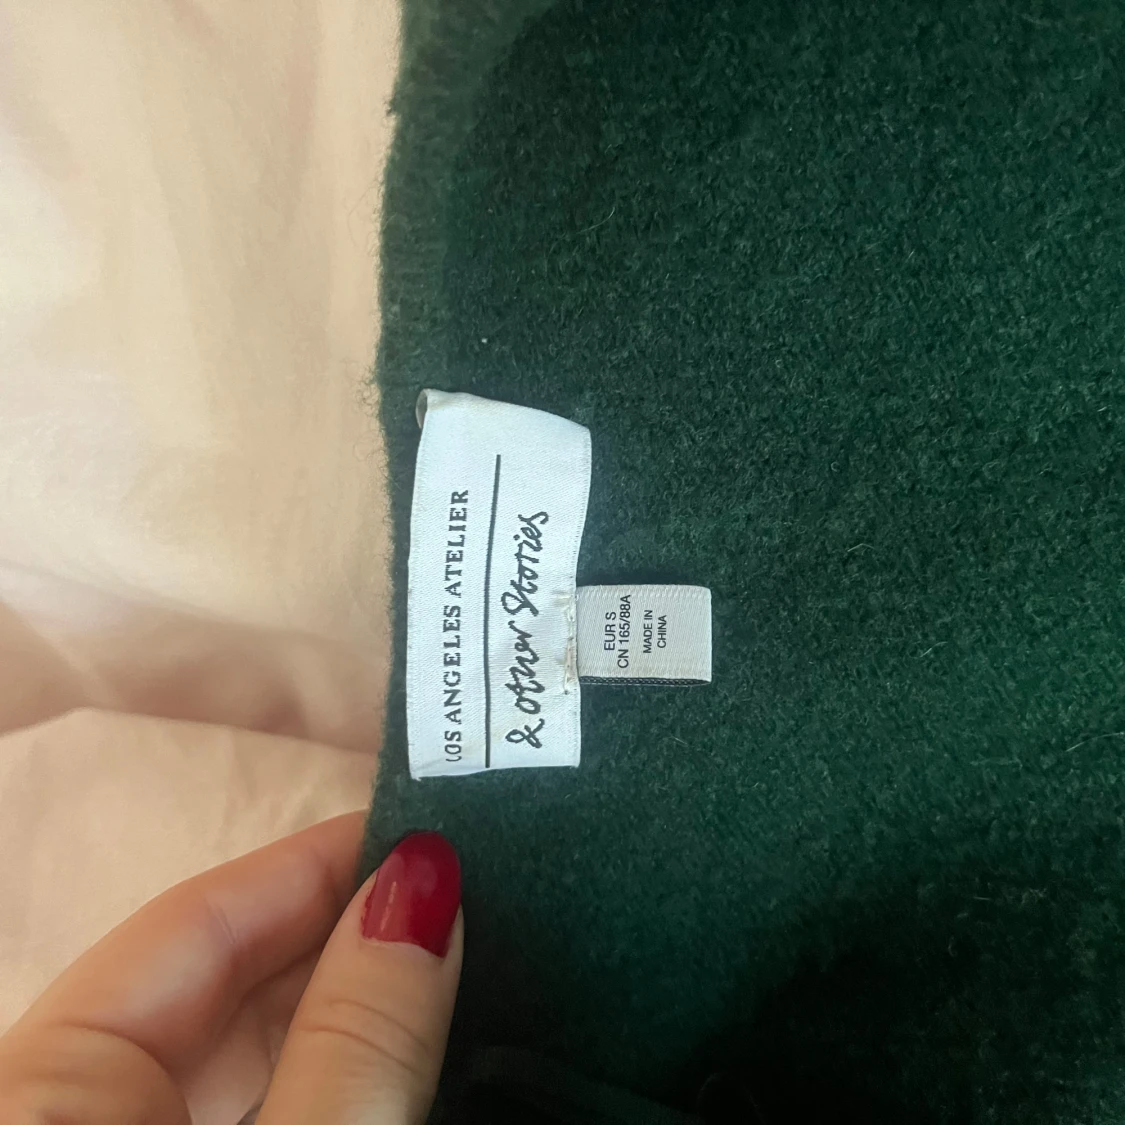 LOS ANGELES ATELIER
& other Stories
EUR S
CN 165/88A
MADE IN
CHINA